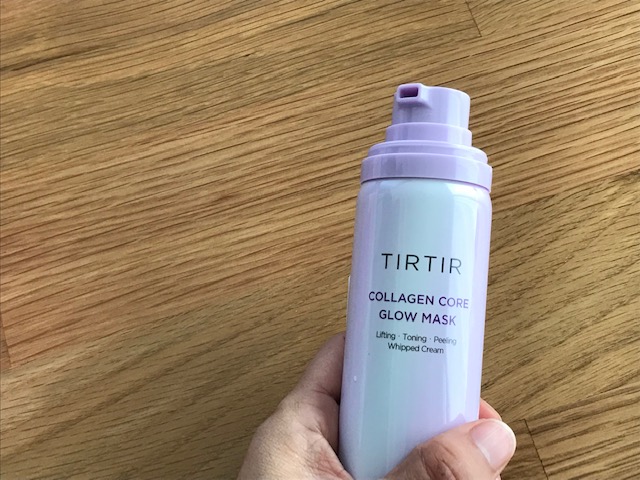 TIRTIR
COLLAGEN CORE
GLOW MASK
Lifting · Toning · Peeling
Whipped Cream